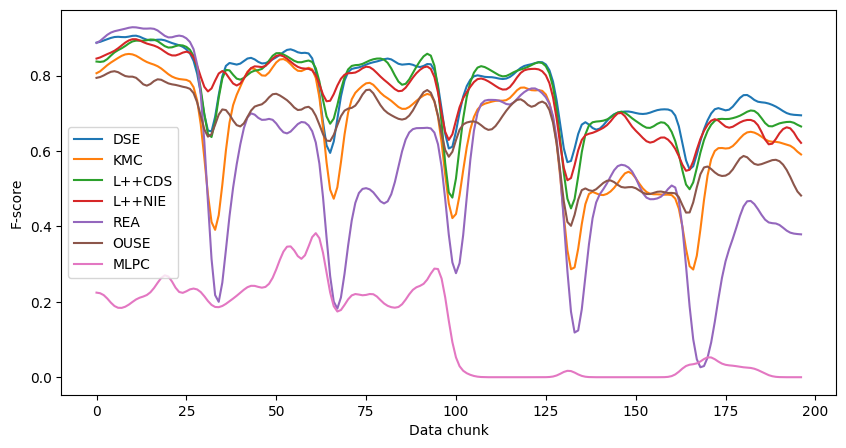 0.8
0.6
0.4
0.2
0.0
F-score
DSE
KMC
L++CDS
L++NIE
REA
OUSE
MLPC
0 25 50 75 100 125 150 175 200
Data chunk